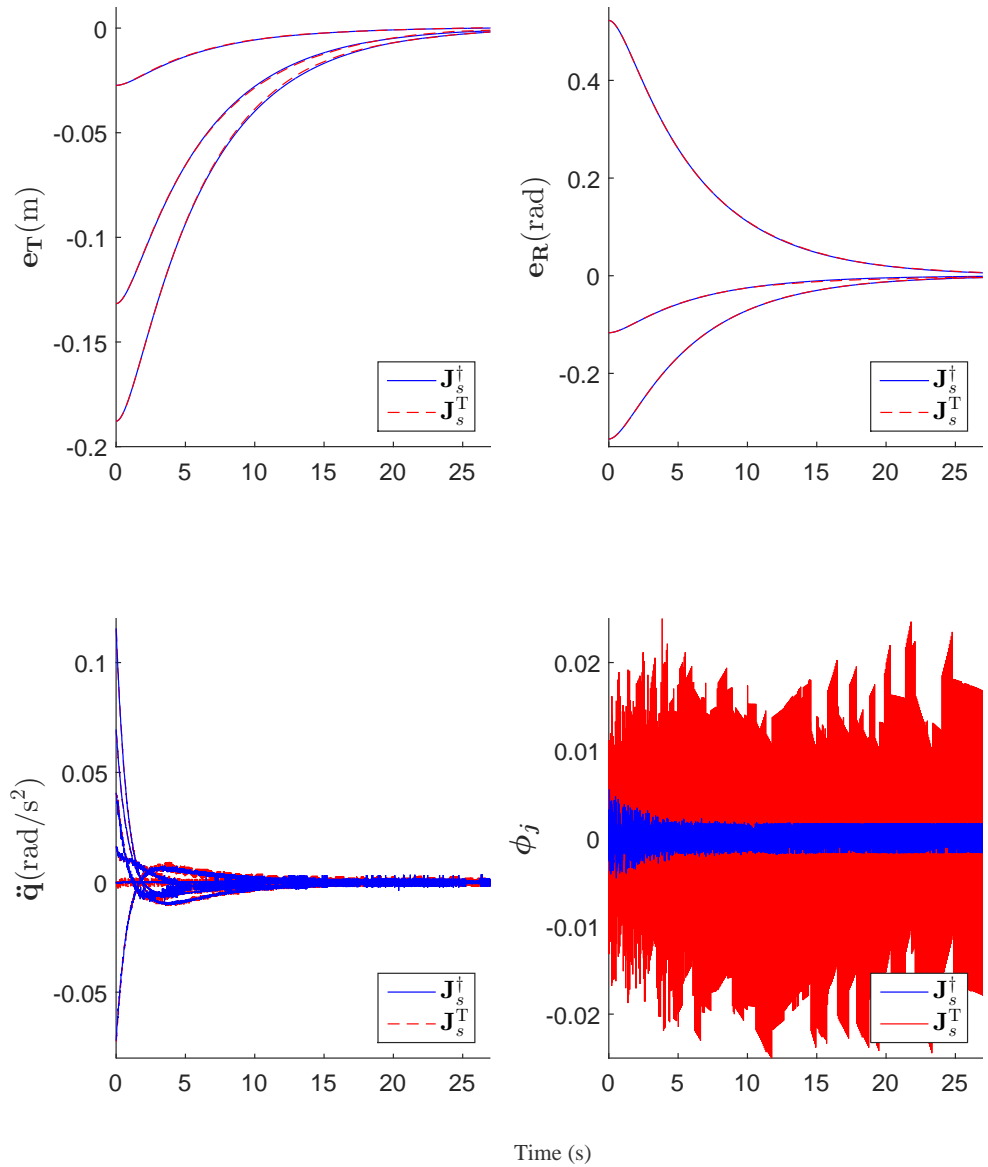 0
-0.05
-0.1
-0.15
-0.2
0 5 10 15 20 25
e_T(m)
J_s^†
J_s^T
0.4
0.2
0
-0.2
0 5 10 15 20 25
e_R(rad)
J_s^†
J_s^T
0.1
0.05
0
-0.05
0 5 10 15 20 25
q̈(rad/s²)
J_s^†
J_s^T
0.02
0.01
0
-0.01
-0.02
0 5 10 15 20 25
ϕ_j
J_s^†
J_s^T
Time (s)